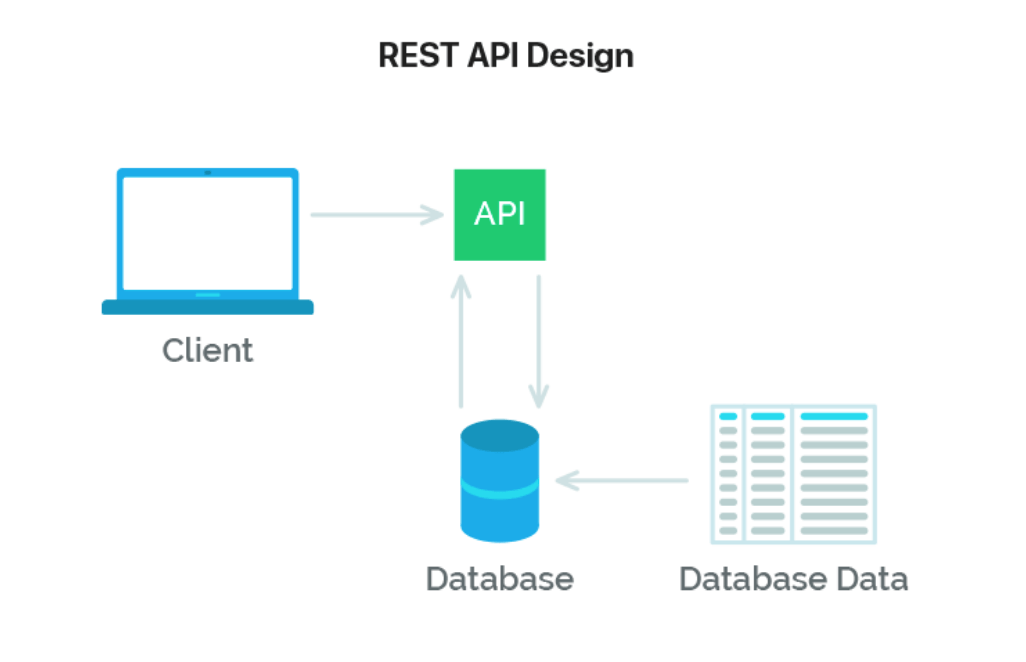 REST API Design
API
Client
Database
Database Data